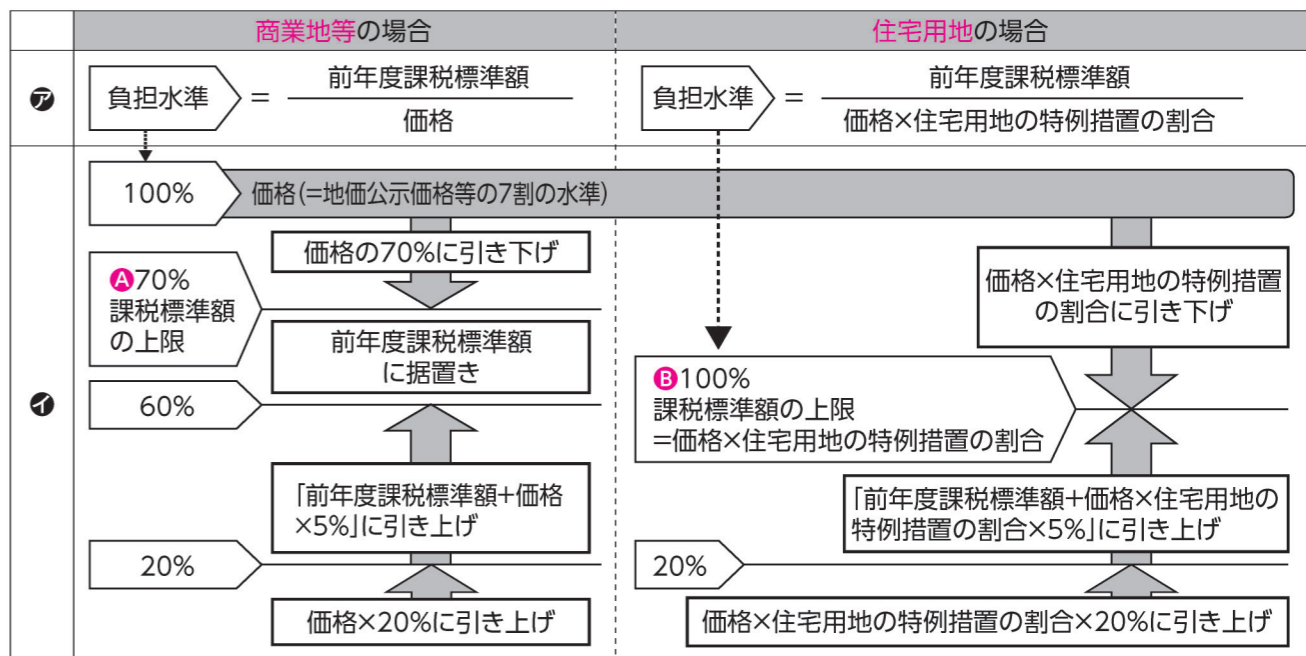 商業地等の場合
住宅用地の場合
㋐
負担水準
=
前年度課税標準額
価格
負担水準
=
前年度課税標準額
価格×住宅用地の特例措置の割合
㋑
100%
価格(=地価公示価格等の7割の水準)
価格の70%に引き下げ
Ⓐ70%
課税標準額
の上限
前年度課税標準額
に据置き
60%
「前年度課税標準額+価格
×5%」に引き上げ
20%
価格×20%に引き上げ
価格×住宅用地の特例措置
の割合に引き下げ
Ⓑ100%
課税標準額の上限
=価格×住宅用地の特例措置の割合
「前年度課税標準額+価格×住宅用地の
特例措置の割合×5%」に引き上げ
20%
価格×住宅用地の特例措置の割合×20%に引き上げ